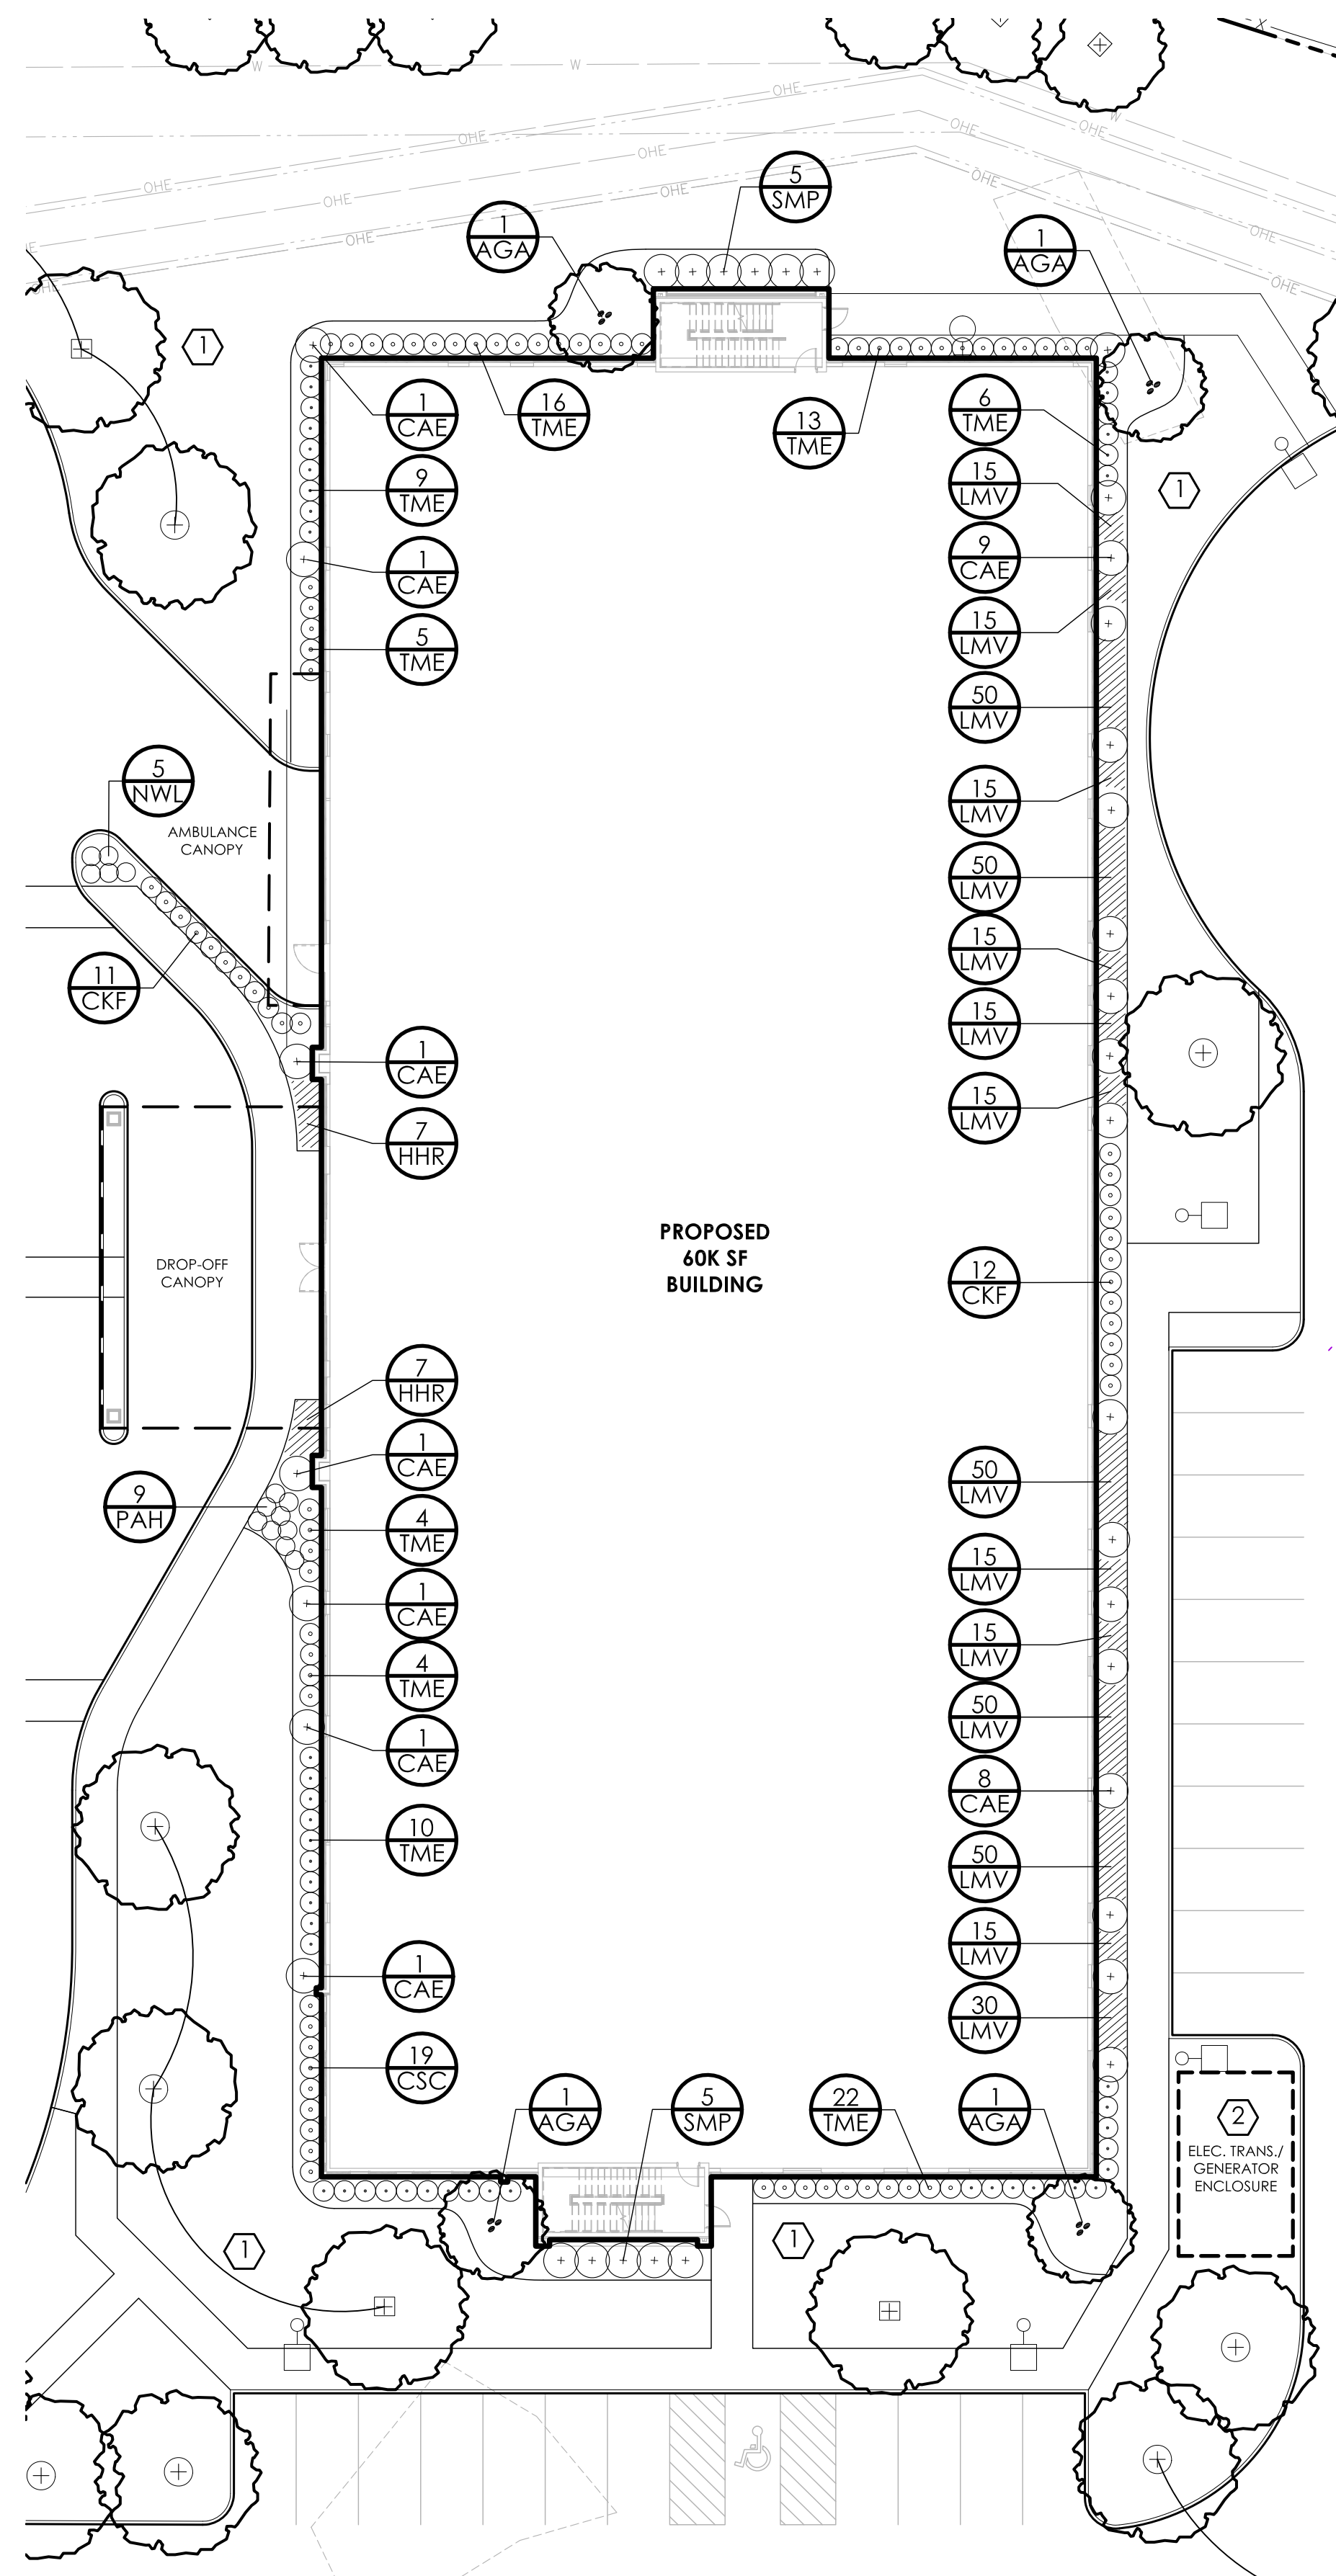 W
W
X
OHE
OHE
W
OHE
OHE
OHE
5
SMP
OHE
OHE
OHE
OHE
1
AGA
1
AGA
OHE
OHE
OHE
OHE
1
1
CAE
16
TME
13
TME
6
TME
9
TME
15
LMV
1
1
CAE
9
CAE
5
TME
15
LMV
50
LMV
5
NWL
AMBULANCE
CANOPY
15
LMV
50
LMV
11
CKF
15
LMV
15
LMV
1
CAE
15
LMV
7
HHR
PROPOSED
60K SF
BUILDING
DROP-OFF
CANOPY
12
CKF
7
HHR
1
CAE
50
LMV
9
PAH
4
TME
15
LMV
1
CAE
15
LMV
4
TME
50
LMV
1
CAE
8
CAE
10
TME
50
LMV
15
LMV
1
CAE
30
LMV
19
CSC
1
AGA
5
SMP
22
TME
1
AGA
2
ELEC. TRANS./
GENERATOR
ENCLOSURE
1
1